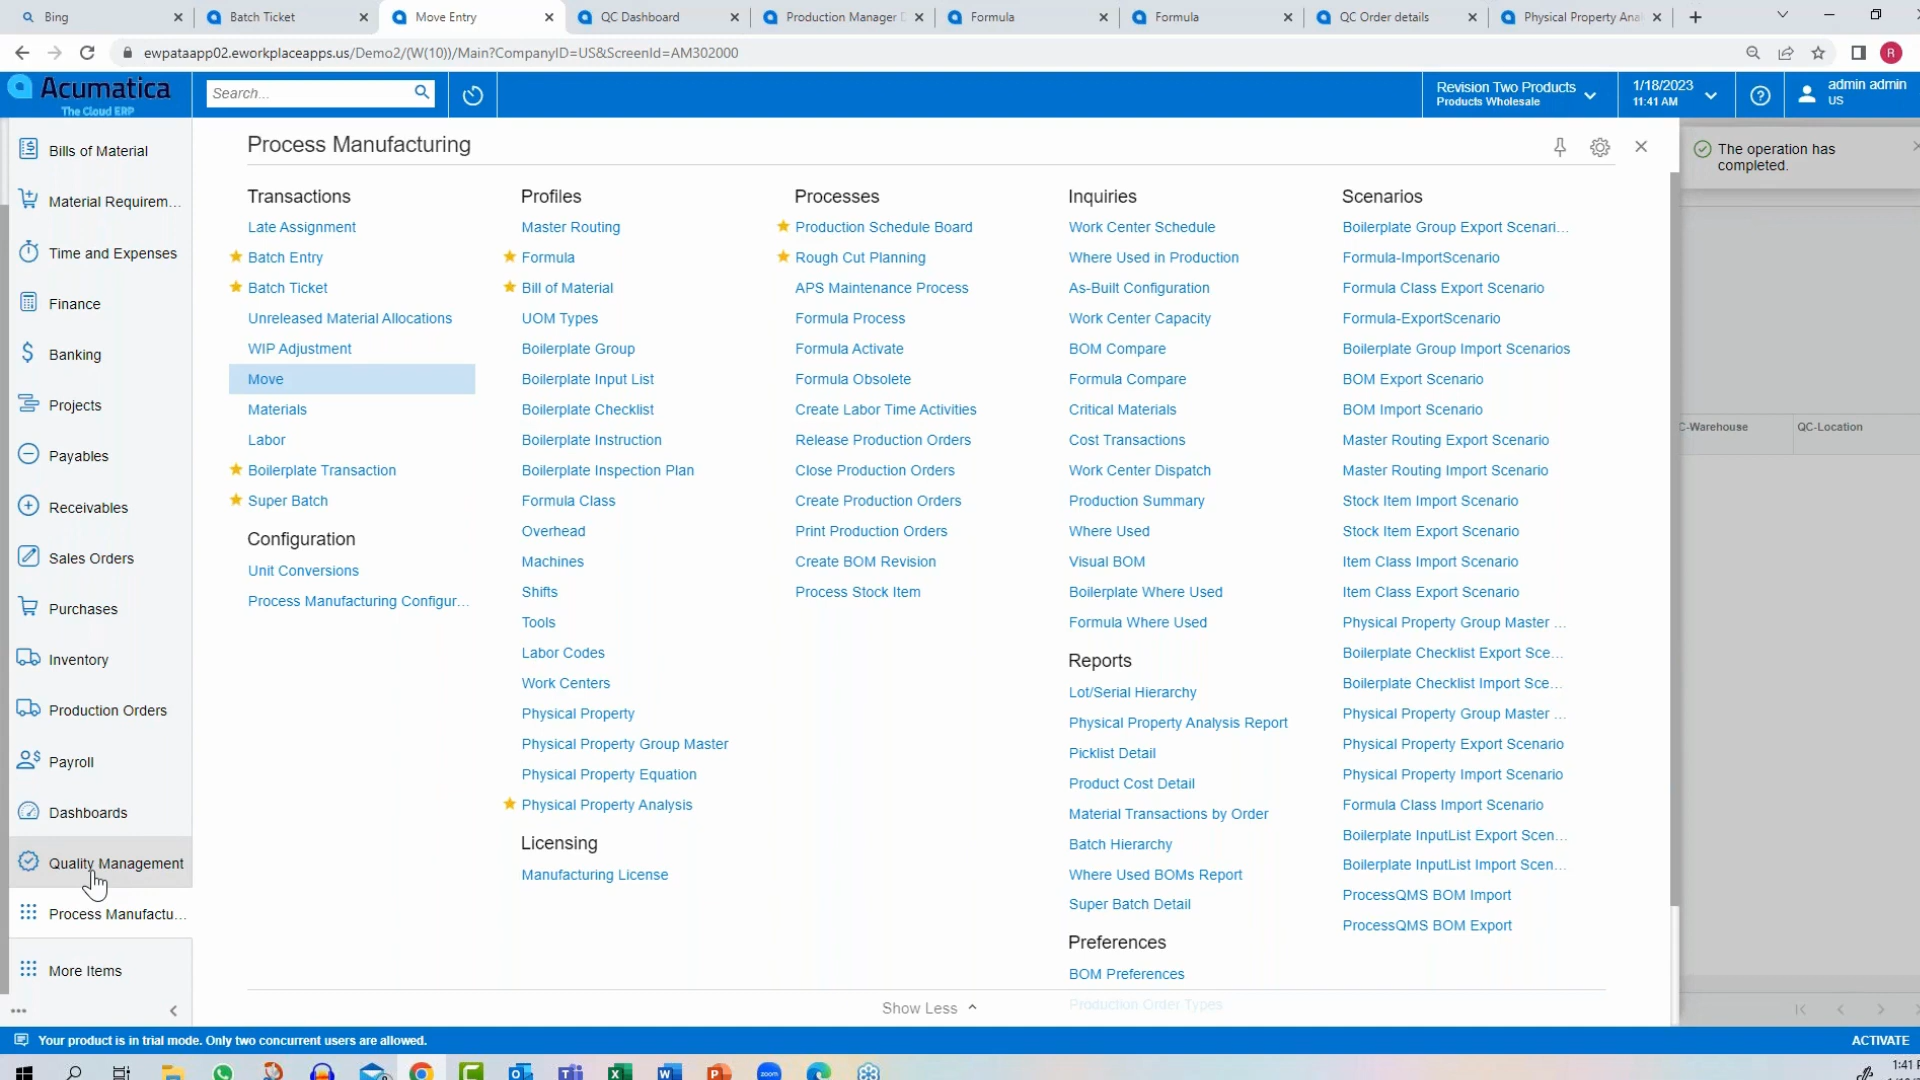 Bing
Batch Ticket
Move Entry
QC Dashboard
Production Manager D
Formula
Formula
QC Order details
Physical Property Anal
ewpataapp02.eworkplaceapps.us/Demo2/(W(10))/Main?CompanyID=US&ScreenId=AM302000
R
Acumatica
The Cloud ERP
Search...
Revision Two Products
Products Wholesale
1/18/2023
11:41 AM
admin admin
US
Bills of Material
Material Requirem...
Time and Expenses
Finance
Banking
Projects
Payables
Receivables
Sales Orders
Purchases
Inventory
Production Orders
Payroll
Dashboards
Quality Management
Process Manufactu...
More Items
Process Manufacturing
Transactions
Late Assignment
Batch Entry
Batch Ticket
Unreleased Material Allocations
WIP Adjustment
Move
Materials
Labor
Boilerplate Transaction
Super Batch
Configuration
Unit Conversions
Process Manufacturing Configur...
Profiles
Master Routing
Formula
Bill of Material
UOM Types
Boilerplate Group
Boilerplate Input List
Boilerplate Checklist
Boilerplate Instruction
Boilerplate Inspection Plan
Formula Class
Overhead
Machines
Shifts
Tools
Labor Codes
Work Centers
Physical Property
Physical Property Group Master
Physical Property Equation
Physical Property Analysis
Licensing
Manufacturing License
Processes
Production Schedule Board
Rough Cut Planning
APS Maintenance Process
Formula Process
Formula Activate
Formula Obsolete
Create Labor Time Activities
Release Production Orders
Close Production Orders
Create Production Orders
Print Production Orders
Create BOM Revision
Process Stock Item
Inquiries
Work Center Schedule
Where Used in Production
As-Built Configuration
Work Center Capacity
BOM Compare
Formula Compare
Critical Materials
Cost Transactions
Work Center Dispatch
Production Summary
Where Used
Visual BOM
Boilerplate Where Used
Formula Where Used
Reports
Lot/Serial Hierarchy
Physical Property Analysis Report
Picklist Detail
Product Cost Detail
Material Transactions by Order
Batch Hierarchy
Where Used BOMs Report
Super Batch Detail
Preferences
BOM Preferences
Production Order Types
Scenarios
Boilerplate Group Export Scenari...
Formula-ImportScenario
Formula Class Export Scenario
Formula-ExportScenario
Boilerplate Group Import Scenarios
BOM Export Scenario
BOM Import Scenario
Master Routing Export Scenario
Master Routing Import Scenario
Stock Item Import Scenario
Stock Item Export Scenario
Item Class Import Scenario
Item Class Export Scenario
Physical Property Group Master ...
Boilerplate Checklist Export Sce...
Boilerplate Checklist Import Sce...
Physical Property Group Master ...
Physical Property Export Scenario
Physical Property Import Scenario
Formula Class Import Scenario
Boilerplate InputList Export Scen...
Boilerplate InputList Import Scen...
ProcessQMS BOM Import
ProcessQMS BOM Export
Show Less
The operation has
completed.
C-Warehouse
QC-Location
Your product is in trial mode. Only two concurrent users are allowed.
ACTIVATE
zoom
1:41 P